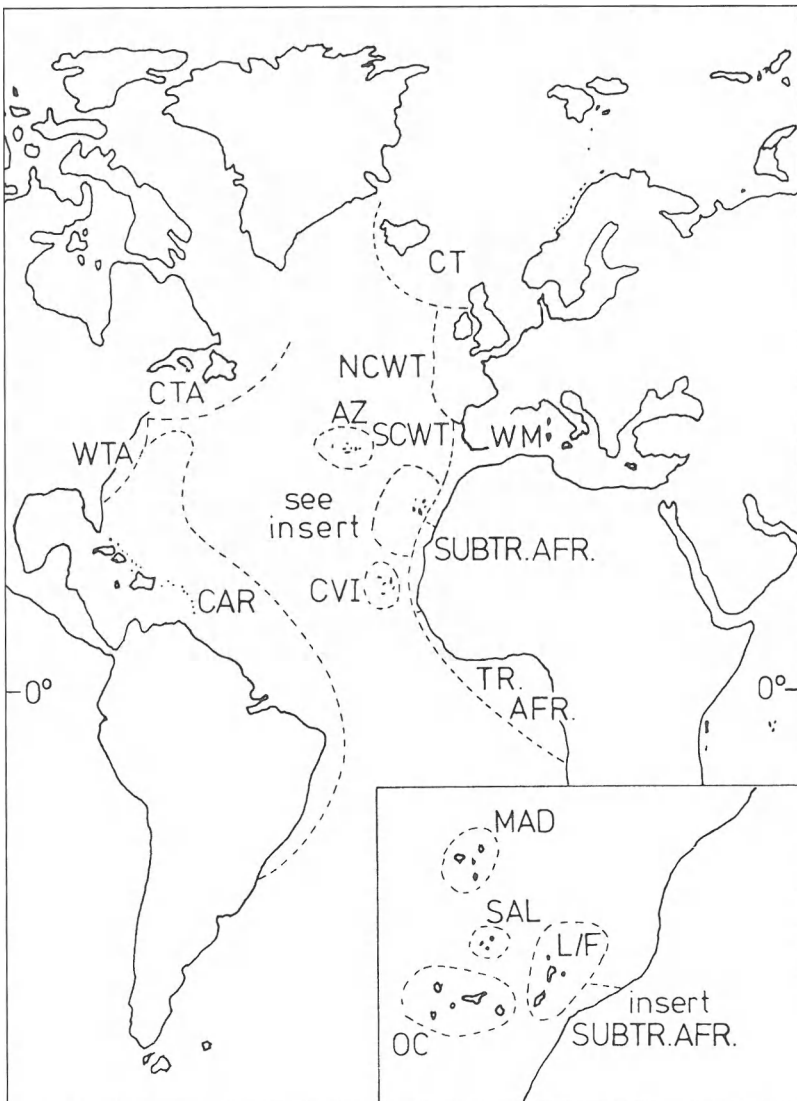 CT
NCWT
CTA
AZ
SCWT
WM
WTA
see
insert
SUBTR.AFR.
CVI
CAR
TR.
AFR.
0°
0°
MAD
SAL
L/F
insert
SUBTR.AFR.
OC